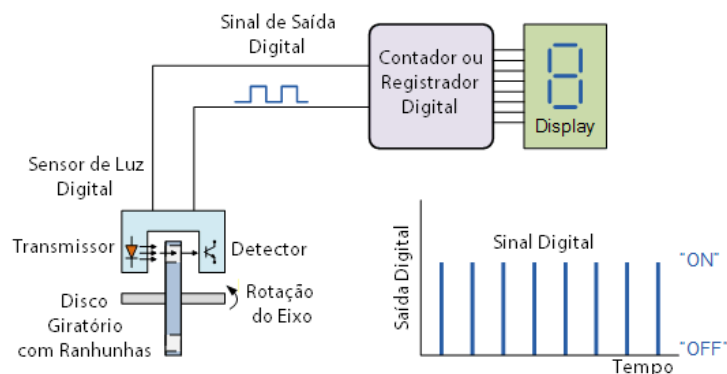 Sinal de Saída
Digital
Contador ou
Registrador
Digital
Display
Sensor de Luz
Digital
Transmissor
Detector
Disco
Giratório
com Ranhunhas
Rotação
do Eixo
Saída Digital
Sinal Digital
"ON"
"OFF"
Tempo